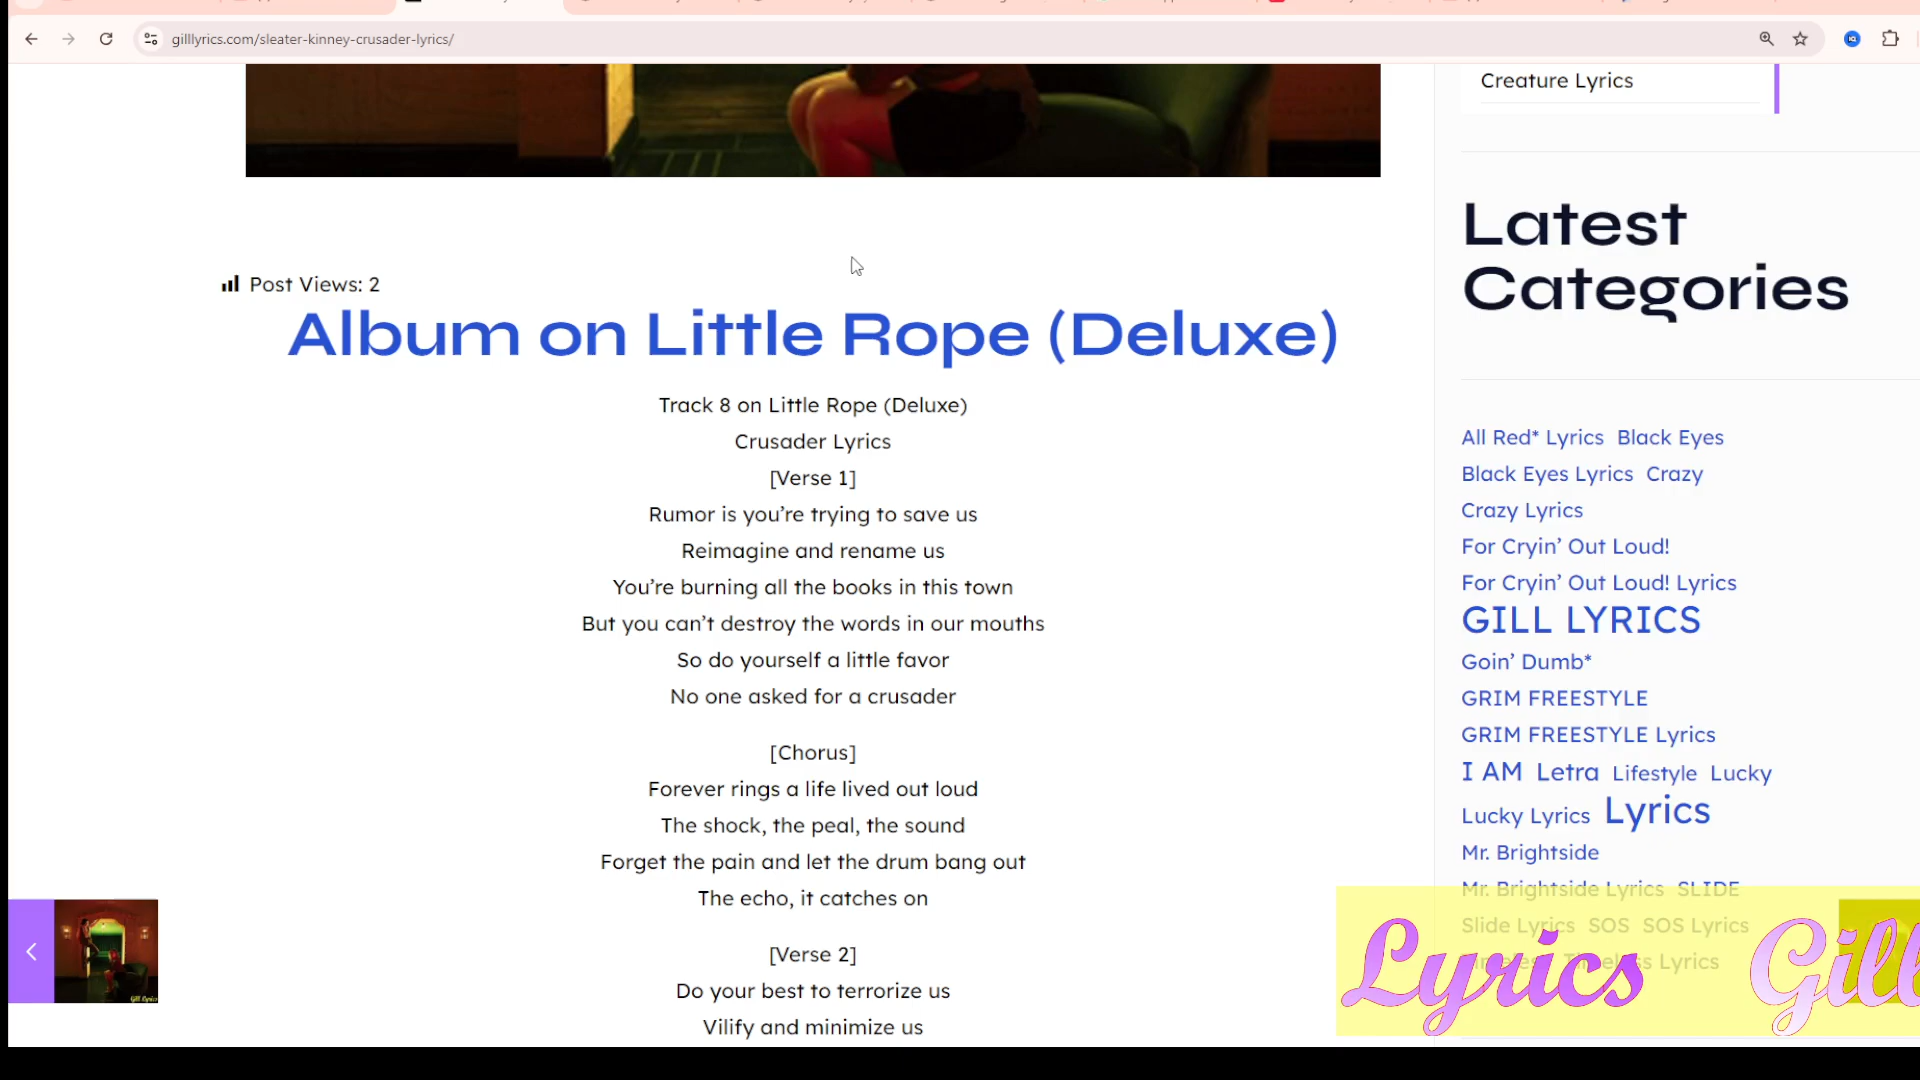 gilllyrics.com/sleater-kinney-crusader-lyrics/
Creature Lyrics
Post Views: 2
Album on Little Rope (Deluxe)
Track 8 on Little Rope (Deluxe)
Crusader Lyrics
[Verse 1]
Rumor is you’re trying to save us
Reimagine and rename us
You’re burning all the books in this town
But you can’t destroy the words in our mouths
So do yourself a little favor
No one asked for a crusader
[Chorus]
Forever rings a life lived out loud
The shock, the peal, the sound
Forget the pain and let the drum bang out
The echo, it catches on
[Verse 2]
Do your best to terrorize us
Vilify and minimize us
Latest
Categories
All Red* Lyrics Black Eyes
Black Eyes Lyrics Crazy
Crazy Lyrics
For Cryin’ Out Loud!
For Cryin’ Out Loud! Lyrics
GILL LYRICS
Goin’ Dumb*
GRIM FREESTYLE
GRIM FREESTYLE Lyrics
I AM Letra Lifestyle Lucky
Lucky Lyrics Lyrics
Mr. Brightside
Mr. Brightside Lyrics SLIDE
Slide Lyrics SOS SOS Lyrics
Lyrics
Lyrics Gill
Gill Lyrics